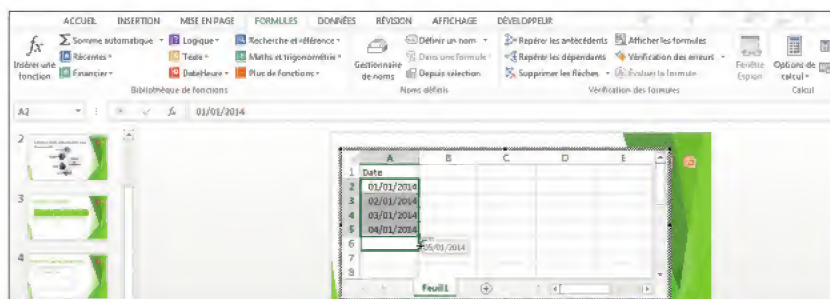 ACCUEIL INSERTION MISE EN PAGE FORMULES DONNÉES RÉVISION AFFICHAGE DÉVELOPPEUR
fx Insérer une fonction
Somme automatique
Récentes
Financier
Logique
Texte
DateHeure
Recherche et référence
Maths et trigonométrie
Plus de fonctions
Bibliothèque de fonctions
Gestionnaire de noms
Définir un nom
Dans une formule
Depuis sélection
Noms définis
Repérer les antécédents
Repérer les dépendants
Supprimer les flèches
Afficher les formules
Vérification des erreurs
Évaluer la formule
Vérification des formules
Fenêtre Espion
Options de calcul
Calcul
A2 fx 01/01/2014
2
3
4
A B C D E
1 Date
2 01/01/2014
3 02/01/2014
4 03/01/2014
5 04/01/2014
6 05/01/2014
7
8
Feuil1